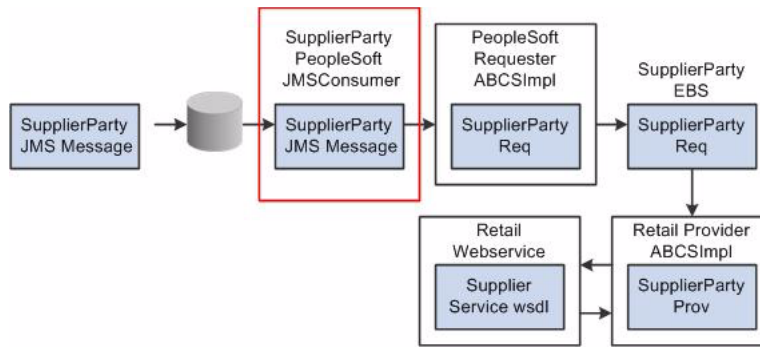 SupplierParty
JMS Message
SupplierParty
PeopleSoft
JMSConsumer
SupplierParty
JMS Message
PeopleSoft
Requester
ABCSImpl
SupplierParty
Req
SupplierParty
EBS
SupplierParty
Req
Retail
Webservice
Supplier
Service wsdl
Retail Provider
ABCSImpl
SupplierParty
Prov